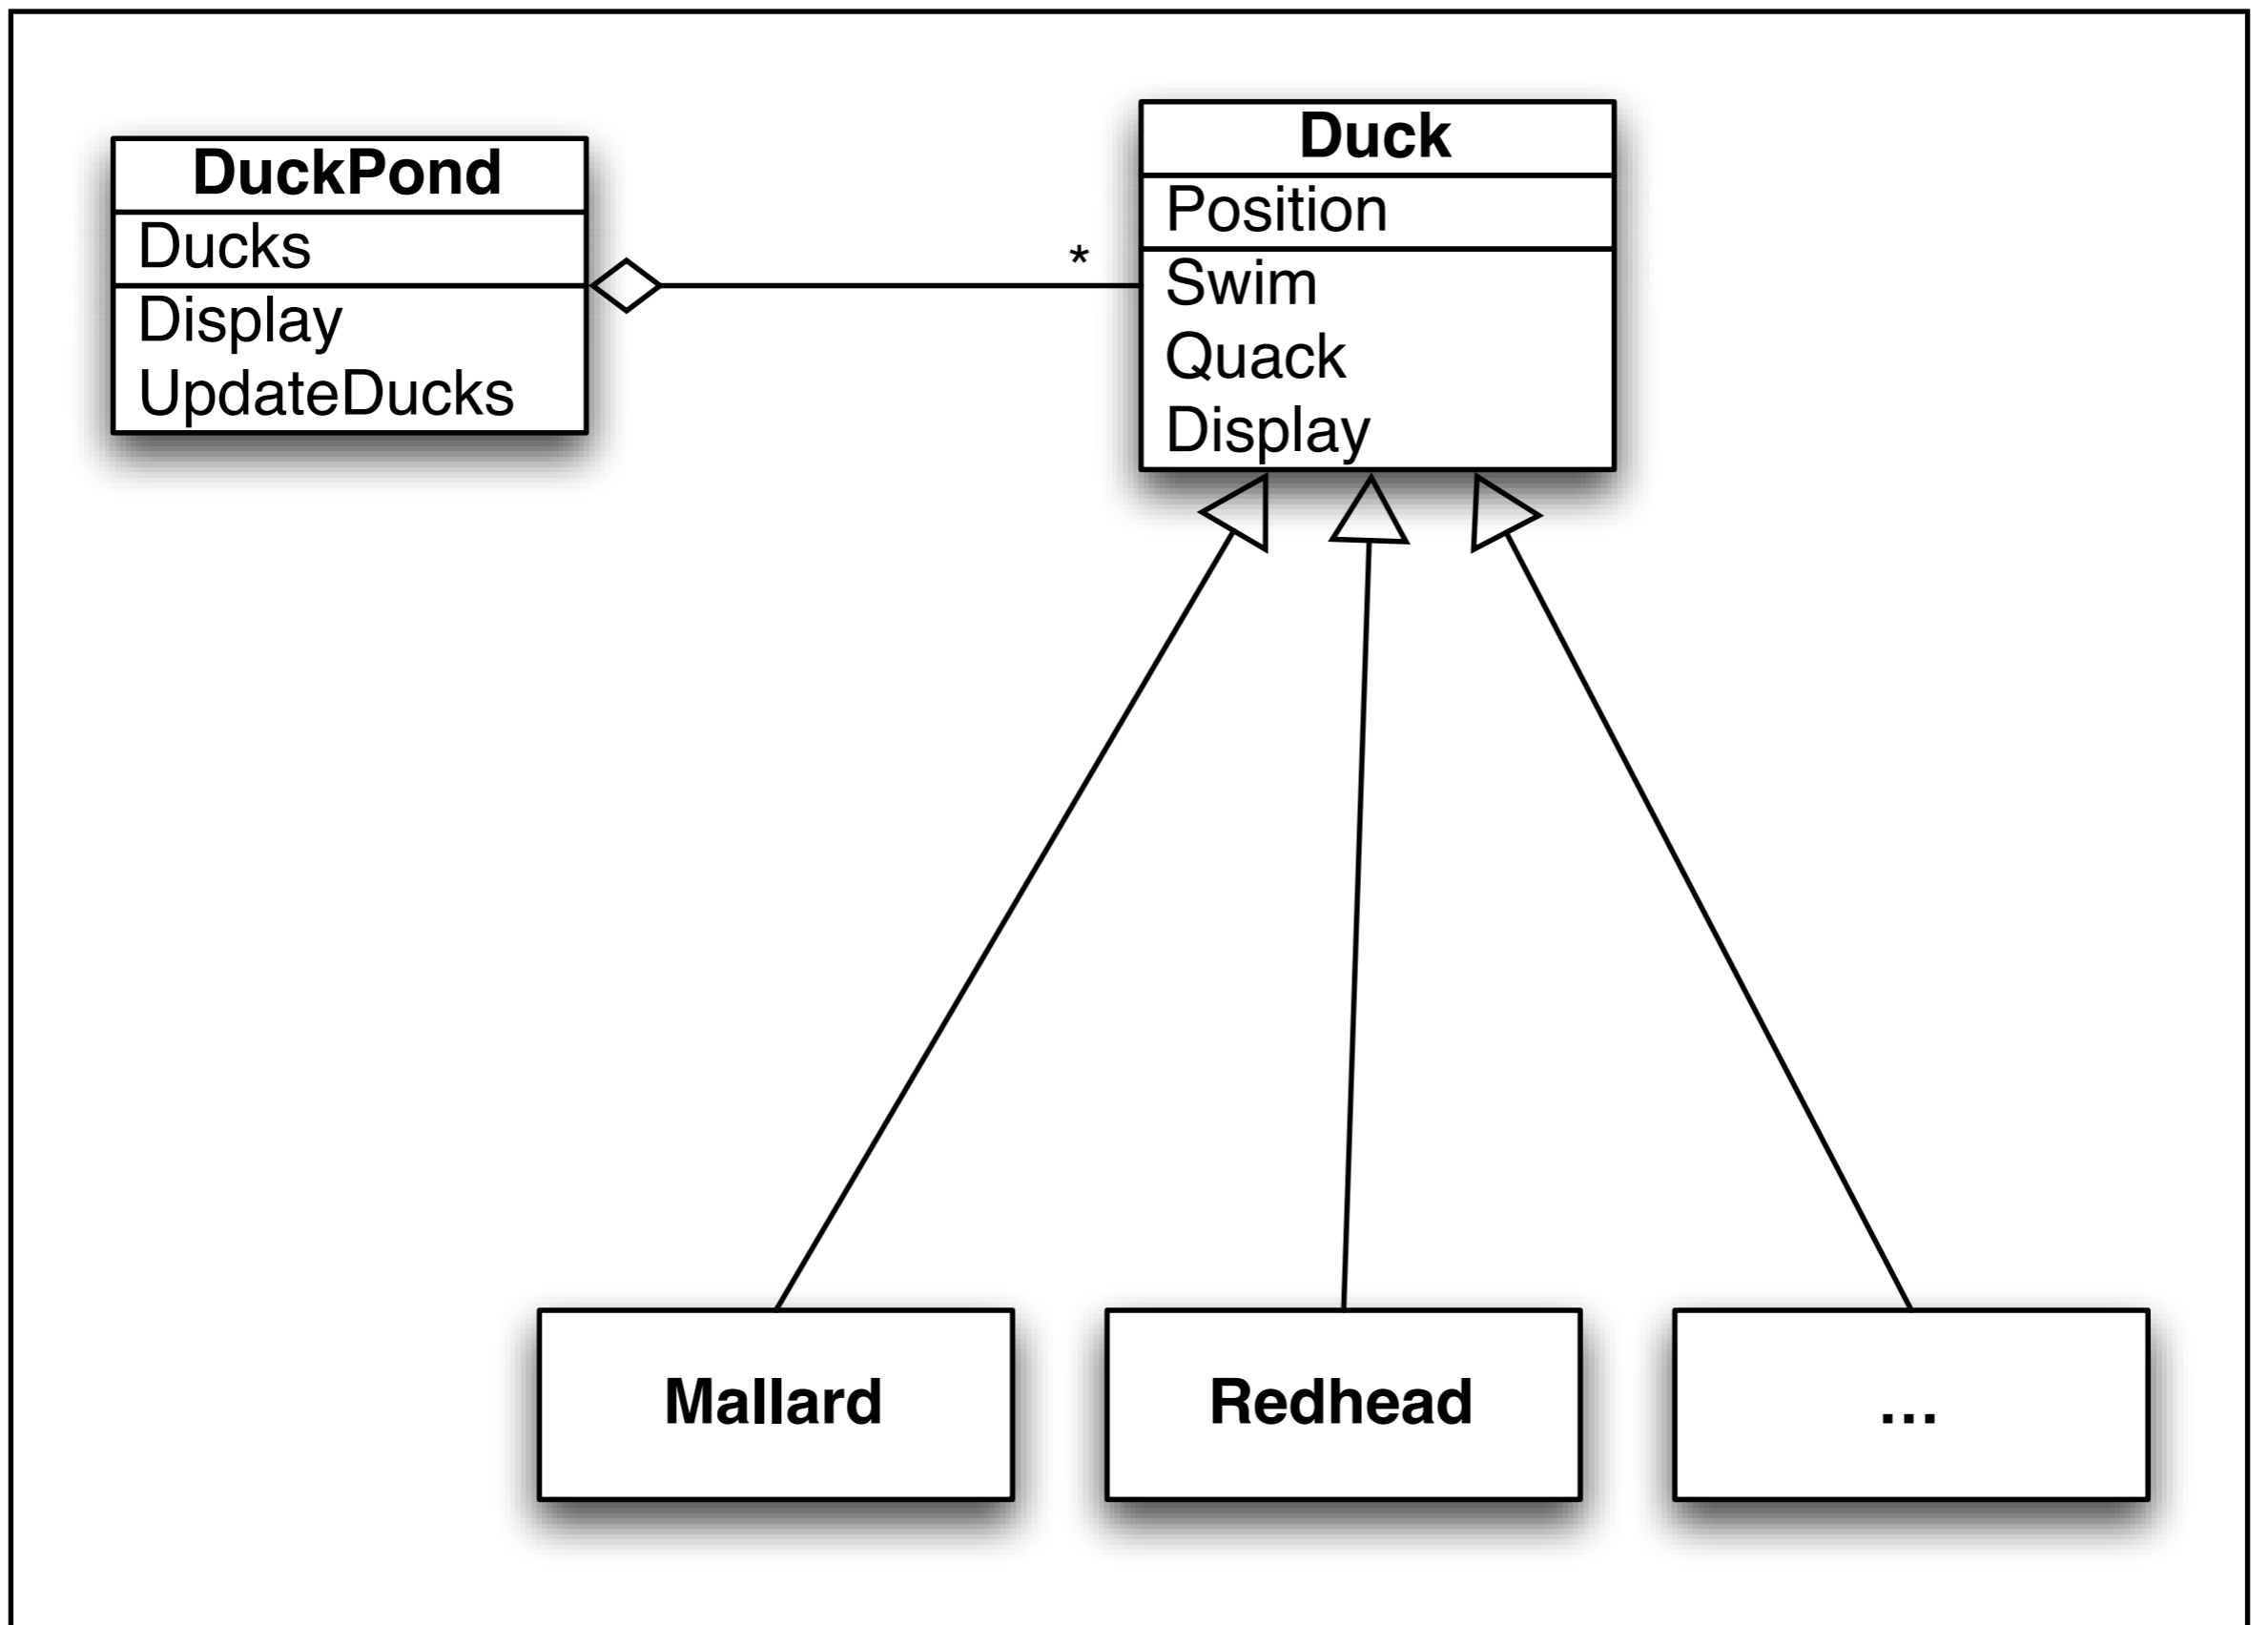 DuckPond
Ducks
Display
UpdateDucks
*
Duck
Position
Swim
Quack
Display
Mallard
Redhead
...